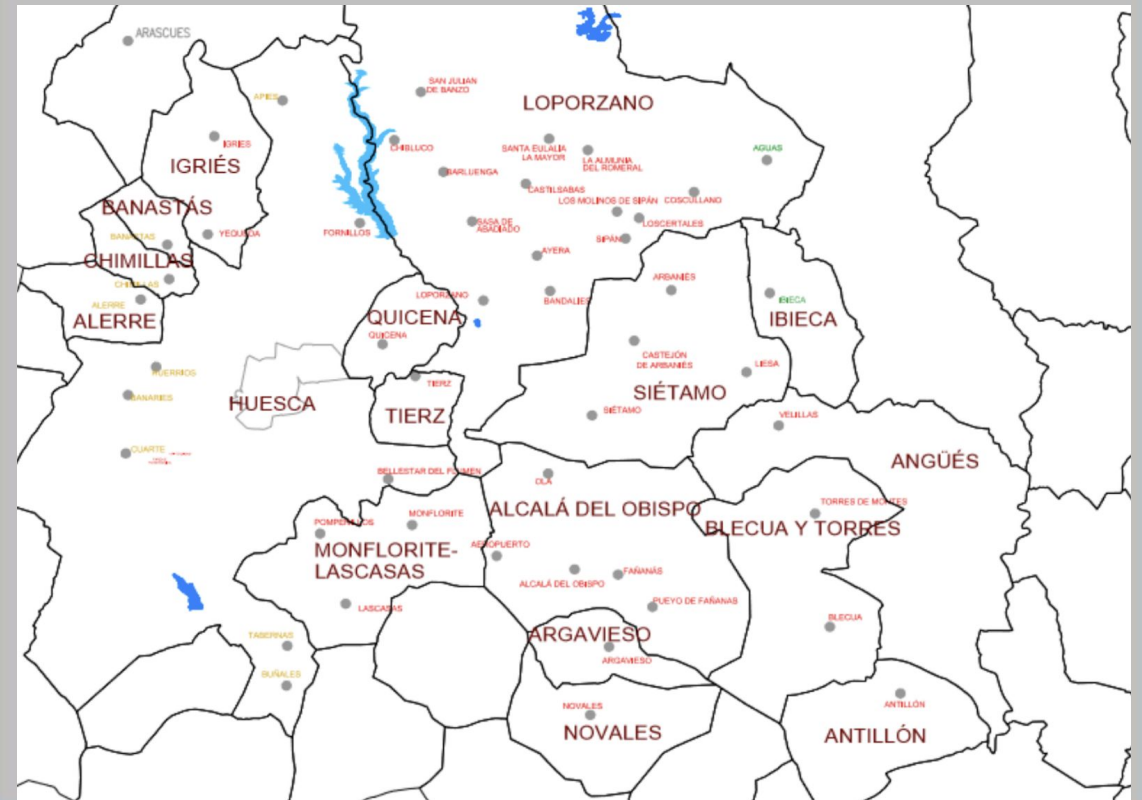 ARASCUES
SAN JULIAN
DE BANZO
APIES
LOPORZANO
IGRIES
CHIBLUCO
SANTA EULALIA
LA MAYOR
LA ALMUNIA
DEL ROMERAL
AGUAS
IGRIÉS
BARLUENGA
CASTILSABAS
LOS MOLINOS DE SIPÁN
COSCULLANO
BANASTÁS
SASA DE
ABADIADO
LOSCERTALES
BANASTAS
YEQUEDA
FORNILLOS
SIPÁN
AYERA
CHIMILLAS
ARBANIÉS
CHIMILLAS
LOPORZANO
BANDALIES
IBIECA
ALERRE
ALERRE
QUICENA
IBIECA
QUICENA
CASTEJÓN
DE ARBANIÉS
LIESA
HUERRIOS
TIERZ
SIÉTAMO
BANARIES
HUESCA
TIERZ
SIÉTAMO
VELILLAS
CUARTE
ANGÜÉS
BELLESTAR DEL FLUMEN
OLA
TORRES DE MONTES
ALCALÁ DEL OBISPO
MONFLORITE
POMPENILLOS
BLECUA Y TORRES
AEROPUERTO
MONFLORITE-
LASCASAS
FAÑANÁS
ALCALÁ DEL OBISPO
PUEYO DE FAÑANAS
LASCASAS
BLECUA
TABERNAS
ARGAVIESO
ARGAVIESO
BUÑALES
NOVALES
ANTILLÓN
NOVALES
ANTILLÓN